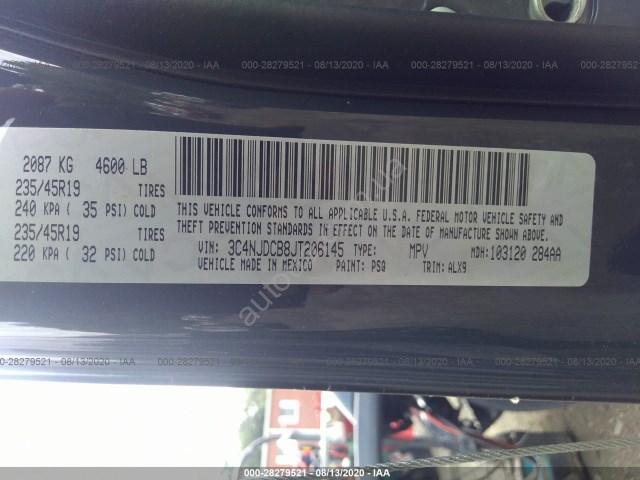 000-28279521 - 08/13/2020 - IAA
000-28279521 - 08/13/2020 - IAA
000-28279521 - 08/13/2020 - IAA
2087 KG 4600 LB
235/45R19 TIRES
240 KPA ( 35 PSI) COLD
235/45R19 TIRES
220 KPA ( 32 PSI) COLD
THIS VEHICLE CONFORMS TO ALL APPLICABLE U.S.A. FEDERAL MOTOR VEHICLE SAFETY AND
THEFT PREVENTION STANDARDS IN EFFECT ON THE DATE OF MANUFACTURE SHOWN ABOVE.
VIN: 3C4NJDCB8JT206145 TYPE: MPV MDH: 103120 284AA
VEHICLE MADE IN MEXICO PAINT: PSQ TRIM: ALX9
000-28279521 - 08/13/2020 - IAA
000-28279521 - 08/13/2020 - IAA
000-28279521 - 08/13/2020 - IAA
000-28279521 - 08/13/2020 - IAA